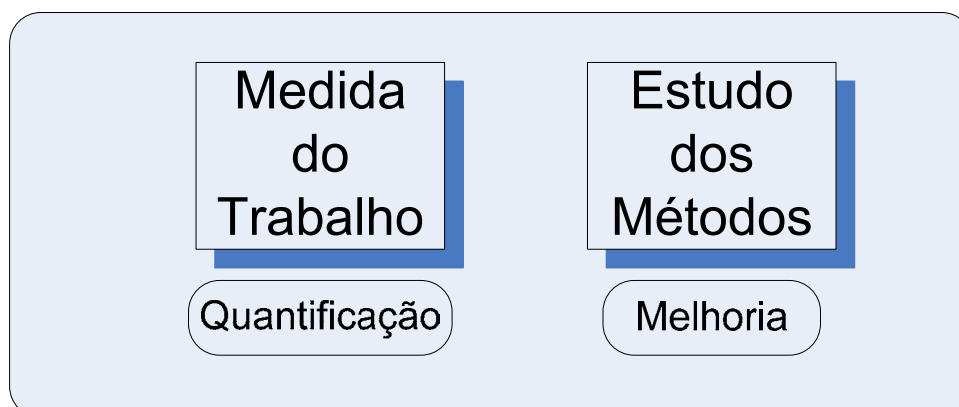 Medida
do
Trabalho
Quantificação
Estudo
dos
Métodos
Melhoria